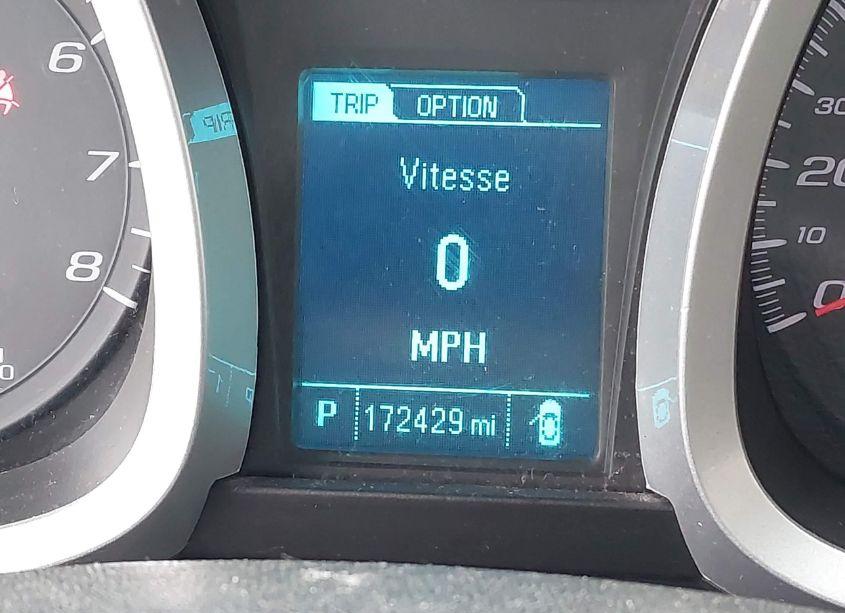 TRIP OPTION
Vitesse
0
MPH
P 172429 mi
6
7
8
30
20
10
0